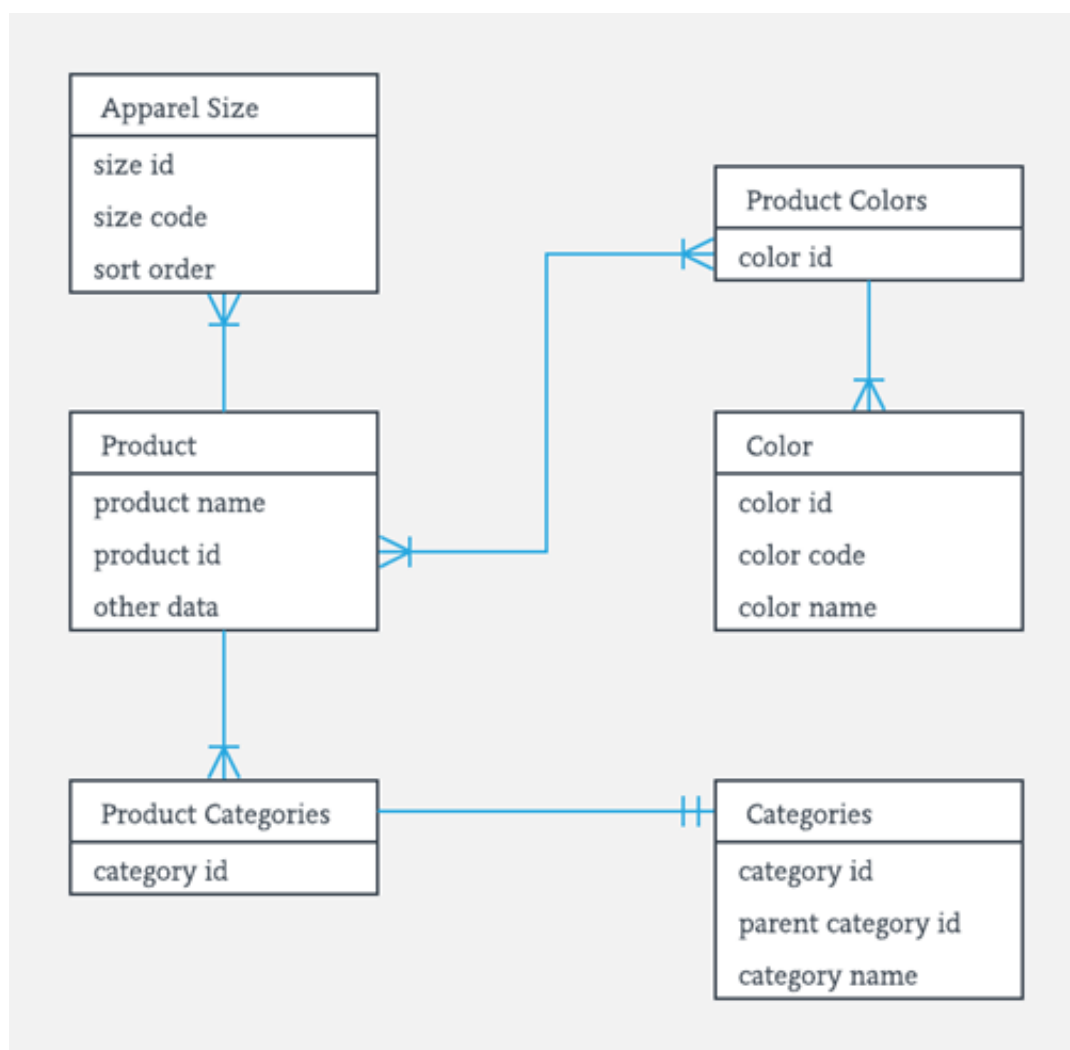 Apparel Size
size id
size code
sort order
Product Colors
color id
Product
product name
product id
other data
Color
color id
color code
color name
Product Categories
category id
Categories
category id
parent category id
category name